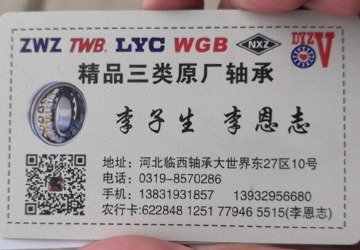 ZWZ TWB. LYC WGB NXZ DYZV
精品三类原厂轴承
李子生 李恩志
地址：河北临西轴承大世界东27区10号
电话：0319-8570286
手机：13831931857 13932956680
农行卡:622848 1251 77946 5515(李恩志)